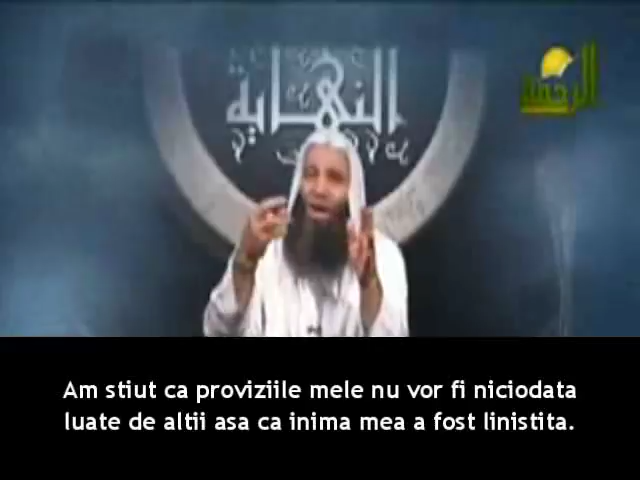 النهاية
الرحمة
Am stiut ca proviziile mele nu vor fi niciodata
luate de altii asa ca inima mea a fost linistita.